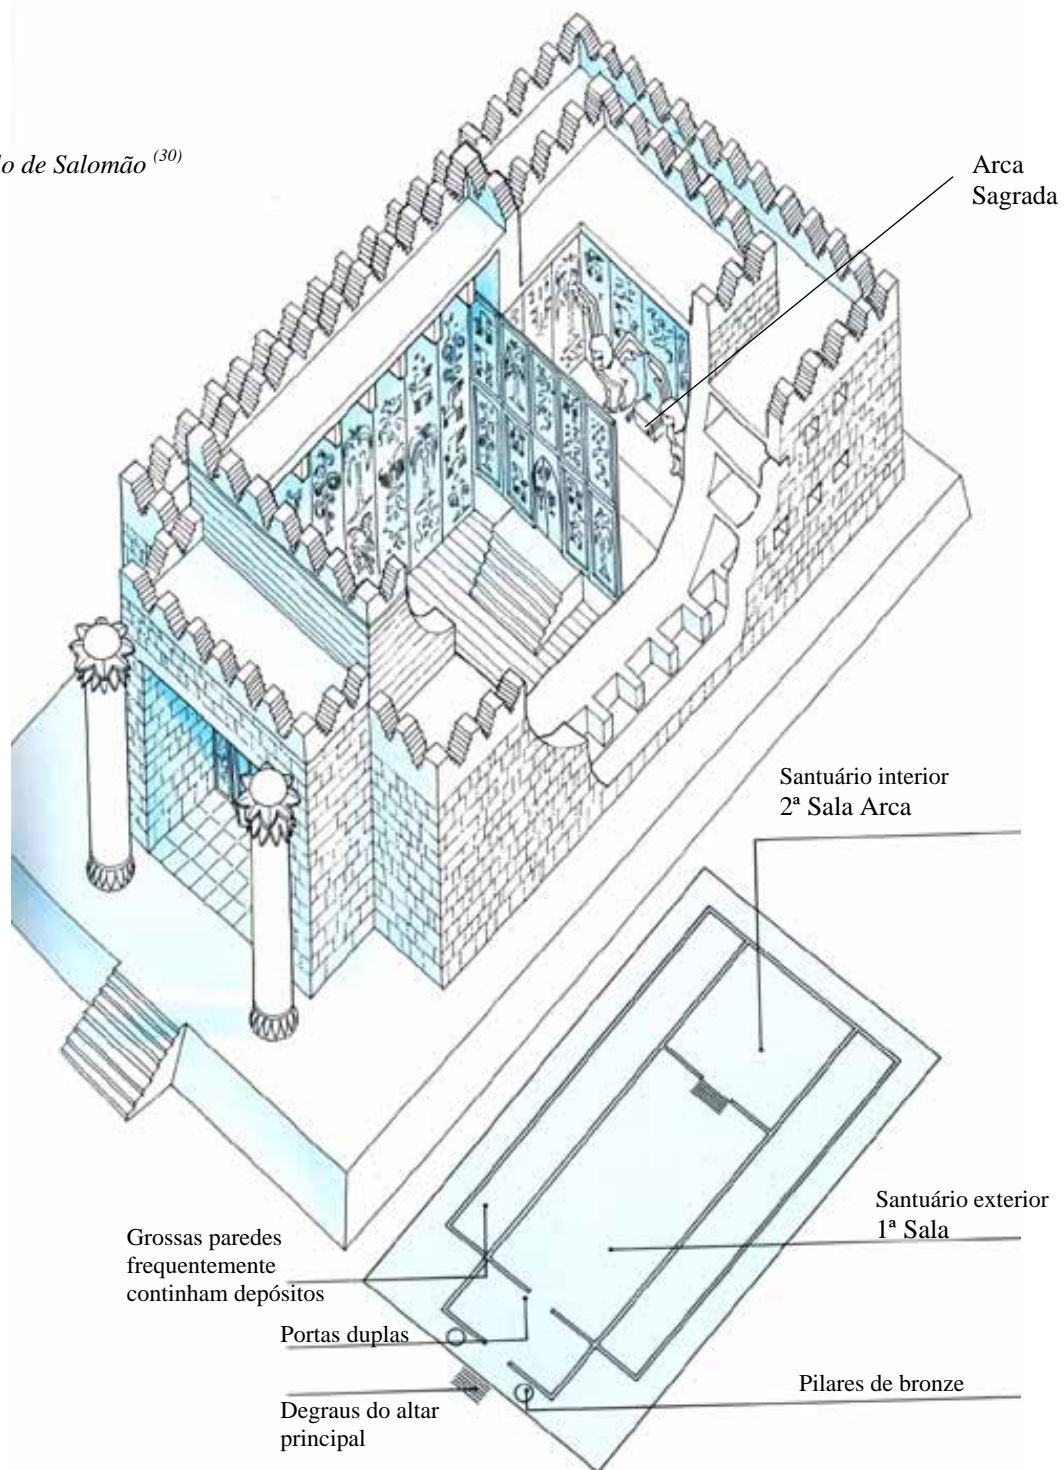 de Salomão (30)
Arca
Sagrada
Santuário interior
2ª Sala Arca
Santuário exterior
1ª Sala
Grossas paredes
frequentemente
continham depósitos
Portas duplas
Degraus do altar
principal
Pilares de bronze